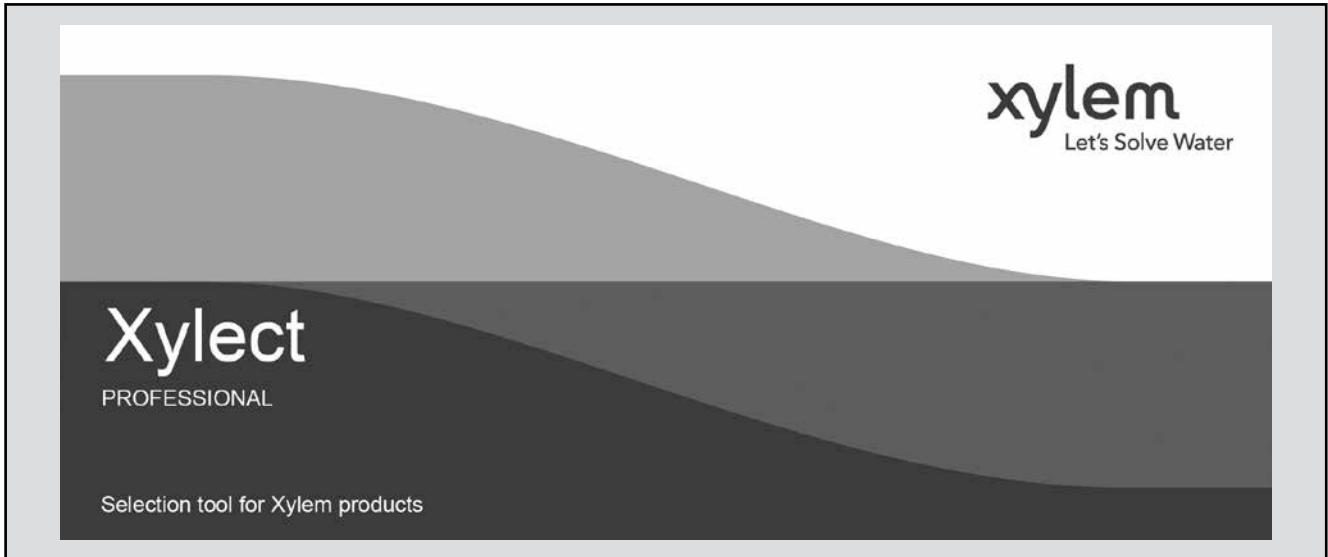 xylem
Let's Solve Water
Xylect
PROFESSIONAL
Selection tool for Xylem products